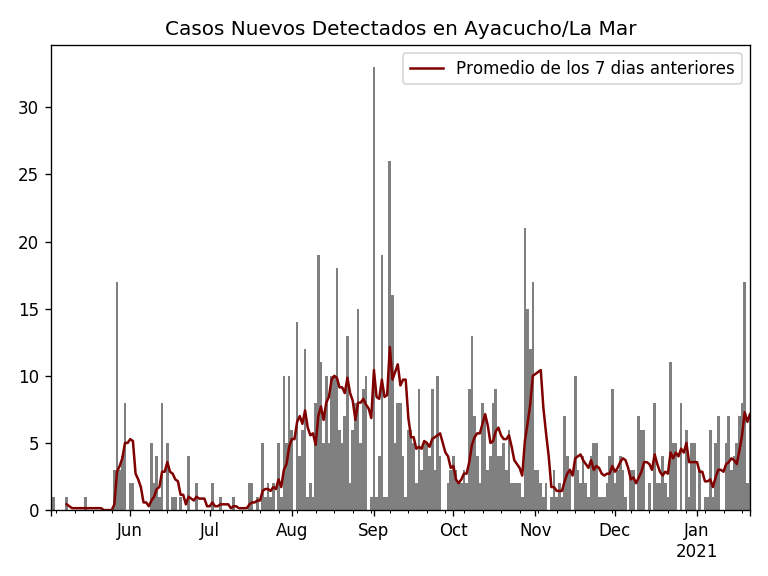 Casos Nuevos Detectados en Ayacucho/La Mar
Promedio de los 7 dias anteriores
30
25
20
15
10
5
0
Jun Jul Aug Sep Oct Nov Dec Jan
2021